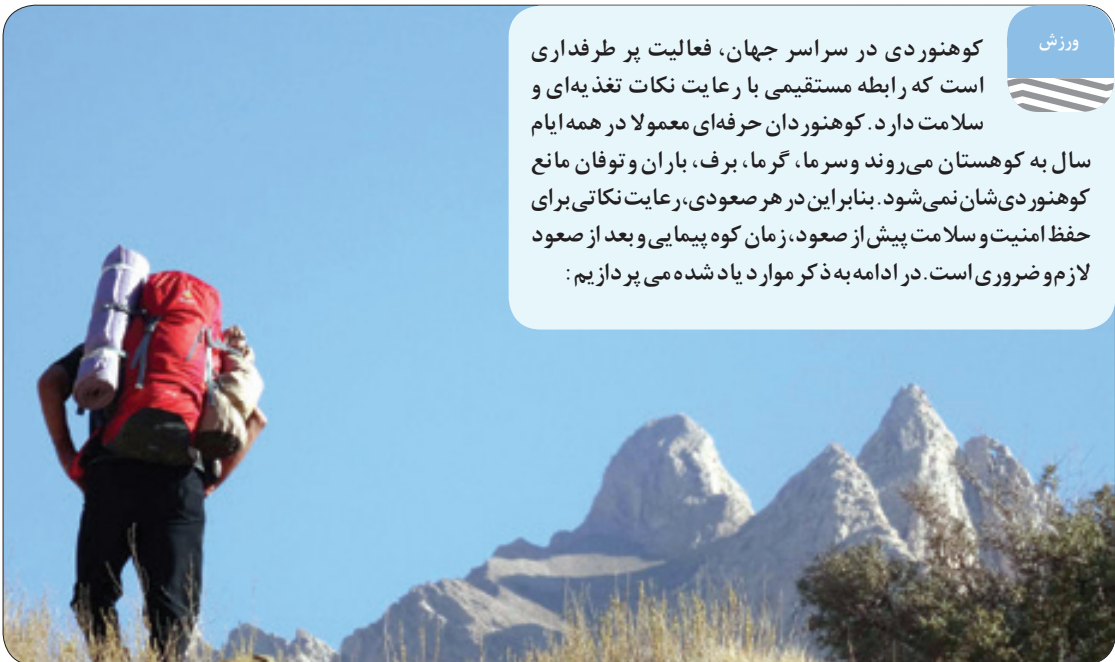 ورزش
کوهنوردی در سراسر جهان، فعالیت پر طرفداری
است که رابطه مستقیمی با رعایت نکات تغذیه‌ای و
سلامت دارد. کوهنوردان حرفه‌ای معمولا در همه ایام
سال به کوهستان می‌روند وسرما، گرما، برف، باران وتوفان مانع
کوهنوردی‌شان نمی‌شود. بنابراین در هر صعودی، رعایت نکاتی برای
حفظ امنیت و سلامت پیش از صعود، زمان کوه پیمایی و بعد از صعود
لازم و ضروری است. در ادامه به ذکر موارد یاد شده می پردازیم :